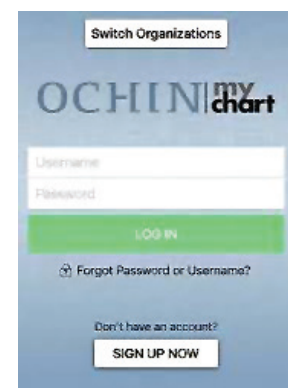 Switch Organizations
OCHIN my chart
Username
Password
LOG IN
Forgot Password or Username?
Don't have an account?
SIGN UP NOW